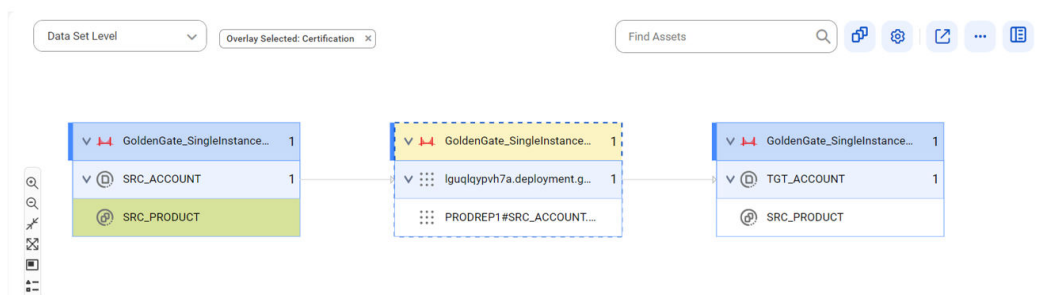 Data Set Level
Overlay Selected: Certification ×
Find Assets
GoldenGate_SingleInstance... 1
SRC_ACCOUNT 1
SRC_PRODUCT
GoldenGate_SingleInstance... 1
lguqlqypvh7a.deployment.g... 1
PRODREP1#SRC_ACCOUNT....
GoldenGate_SingleInstance... 1
TGT_ACCOUNT 1
SRC_PRODUCT